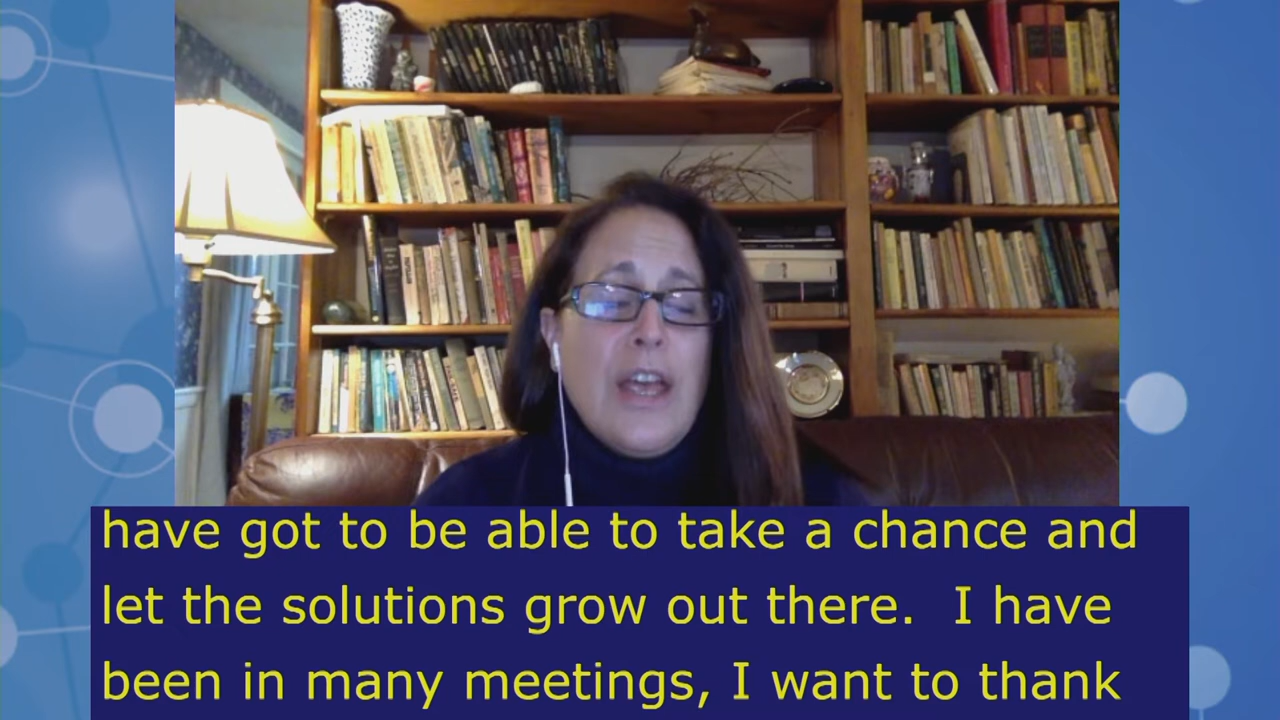 have got to be able to take a chance and
let the solutions grow out there.  I have
been in many meetings, I want to thank